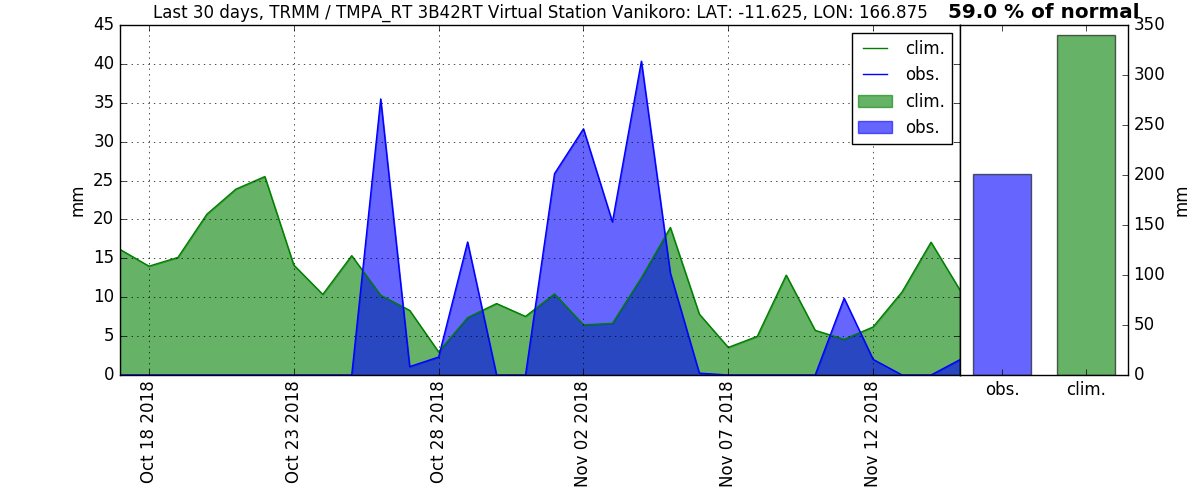 Last 30 days, TRMM / TMPA_RT 3B42RT Virtual Station Vanikoro: LAT: -11.625, LON: 166.875
59.0 % of normal
45
40
35
30
25
20
15
10
5
0
mm
clim.
obs.
clim.
obs.
Oct 18 2018
Oct 23 2018
Oct 28 2018
Nov 02 2018
Nov 07 2018
Nov 12 2018
350
300
250
200
150
100
50
0
mm
obs.
clim.